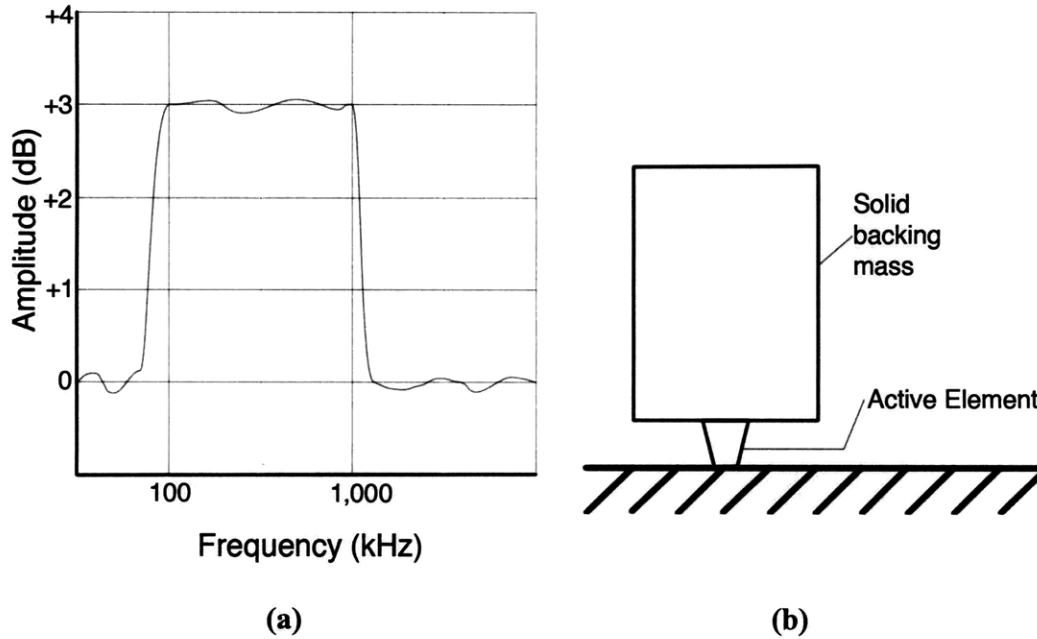 +4
+3
+2
+1
0
Amplitude (dB)
100
1,000
Frequency (kHz)
(a)
Solid
backing
mass
Active Element
(b)